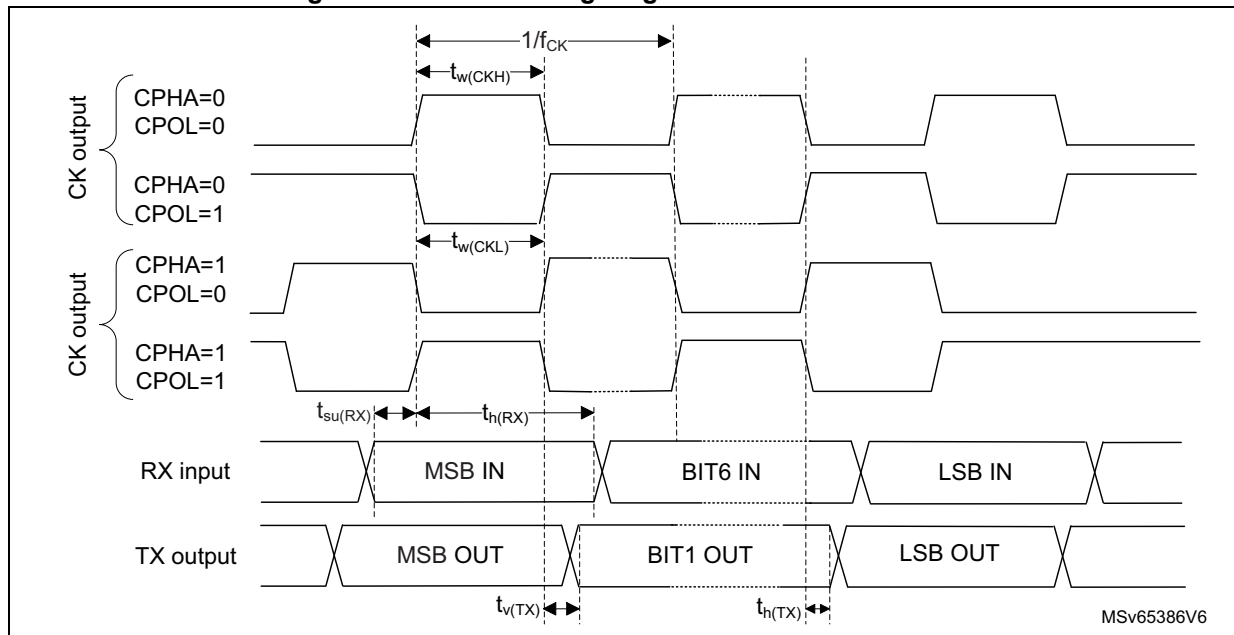 1/fCK
tw(CKH)
CK output
CPHA=0
CPOL=0
CPHA=0
CPOL=1
tw(CKL)
CK output
CPHA=1
CPOL=0
CPHA=1
CPOL=1
tsu(RX)
th(RX)
RX input
MSB IN
BIT6 IN
LSB IN
TX output
MSB OUT
BIT1 OUT
LSB OUT
tv(TX)
th(TX)
MSv65386V6